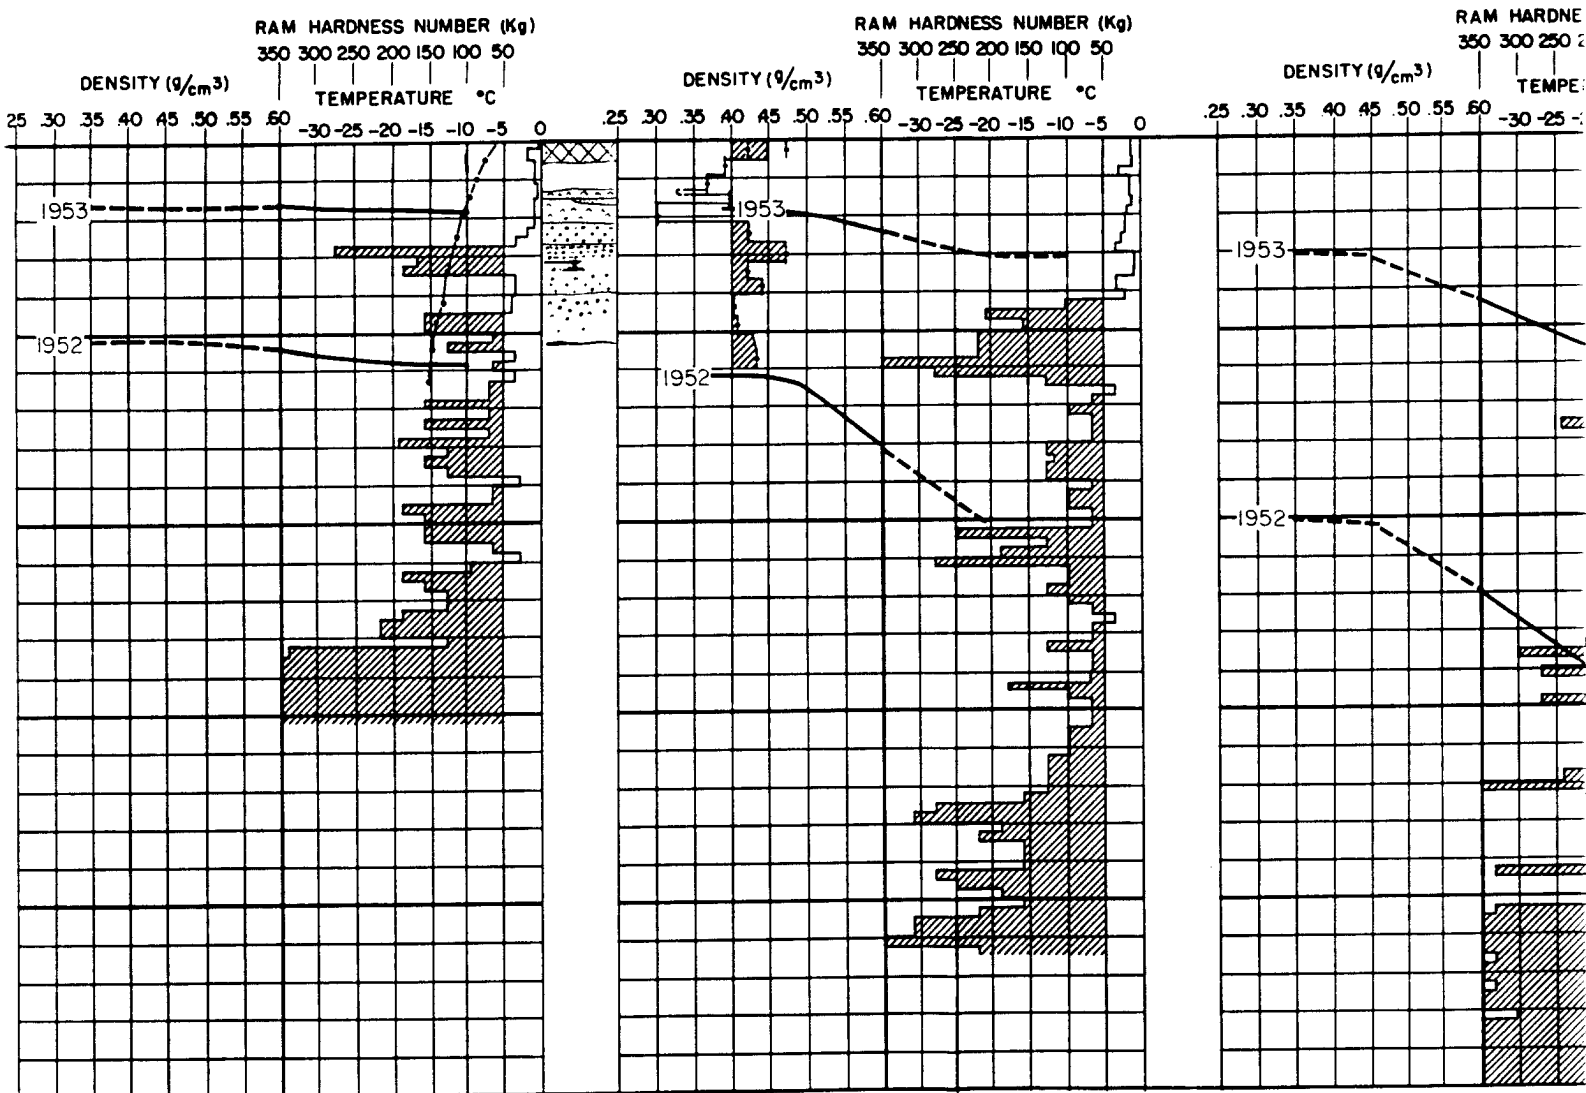 RAM HARDNESS NUMBER (Kg)
350 300 250 200 150 100 50
DENSITY (g/cm3)
TEMPERATURE °C
25 .30 .35 .40 .45 .50 .55 .60 -30 -25 -20 -15 -10 -5 0
1953
1952
RAM HARDNESS NUMBER (Kg)
350 300 250 200 150 100 50
DENSITY (g/cm3)
TEMPERATURE °C
.25 .30 .35 .40 .45 .50 .55 .60 -30 -25 -20 -15 -10 -5 0
1953
1952
RAM HARDNE
350 300 250 2
DENSITY (g/cm3)
TEMPE
.25 .30 .35 .40 .45 .50 .55 .60 -30 -25
1953
1952